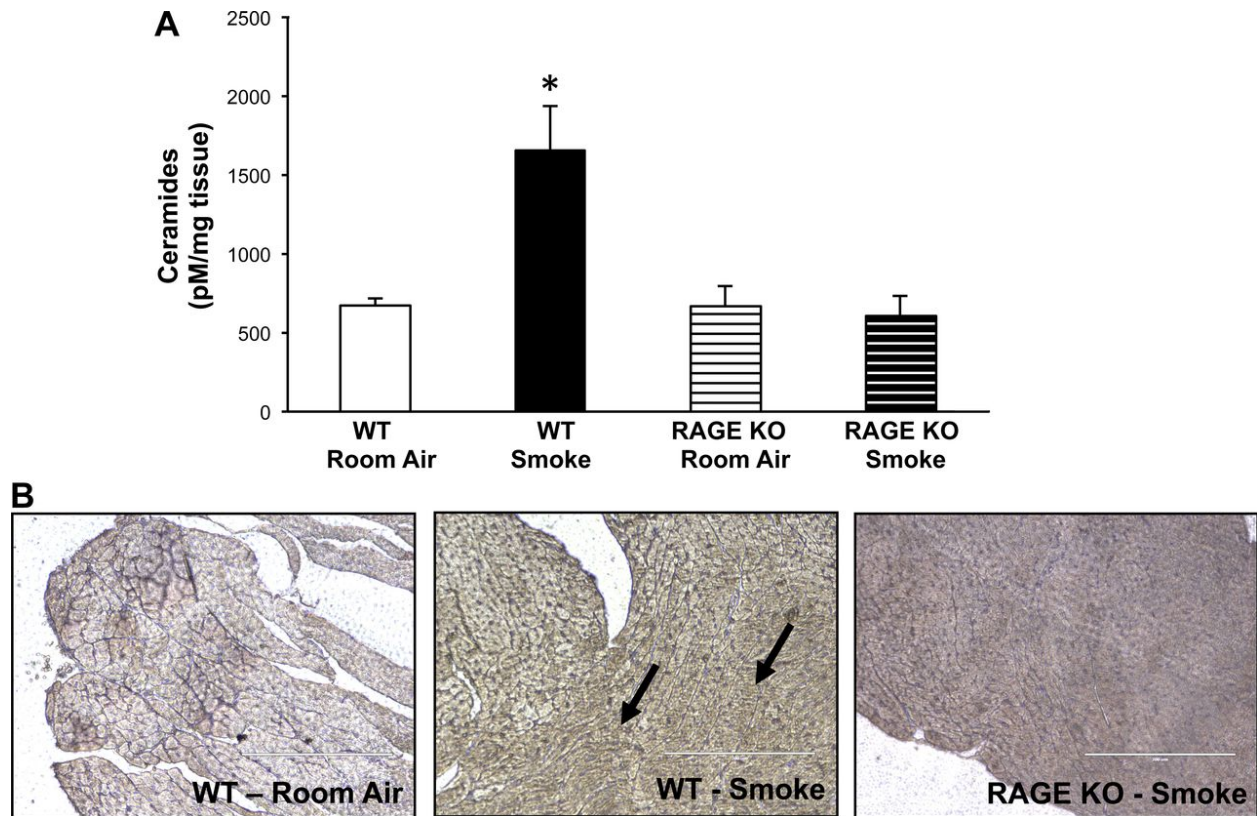 A
Ceramides
(pM/mg tissue)
2500
2000
1500
1000
500
0
*
WT
Room Air
WT
Smoke
RAGE KO
Room Air
RAGE KO
Smoke
B
WT – Room Air
WT - Smoke
RAGE KO - Smoke